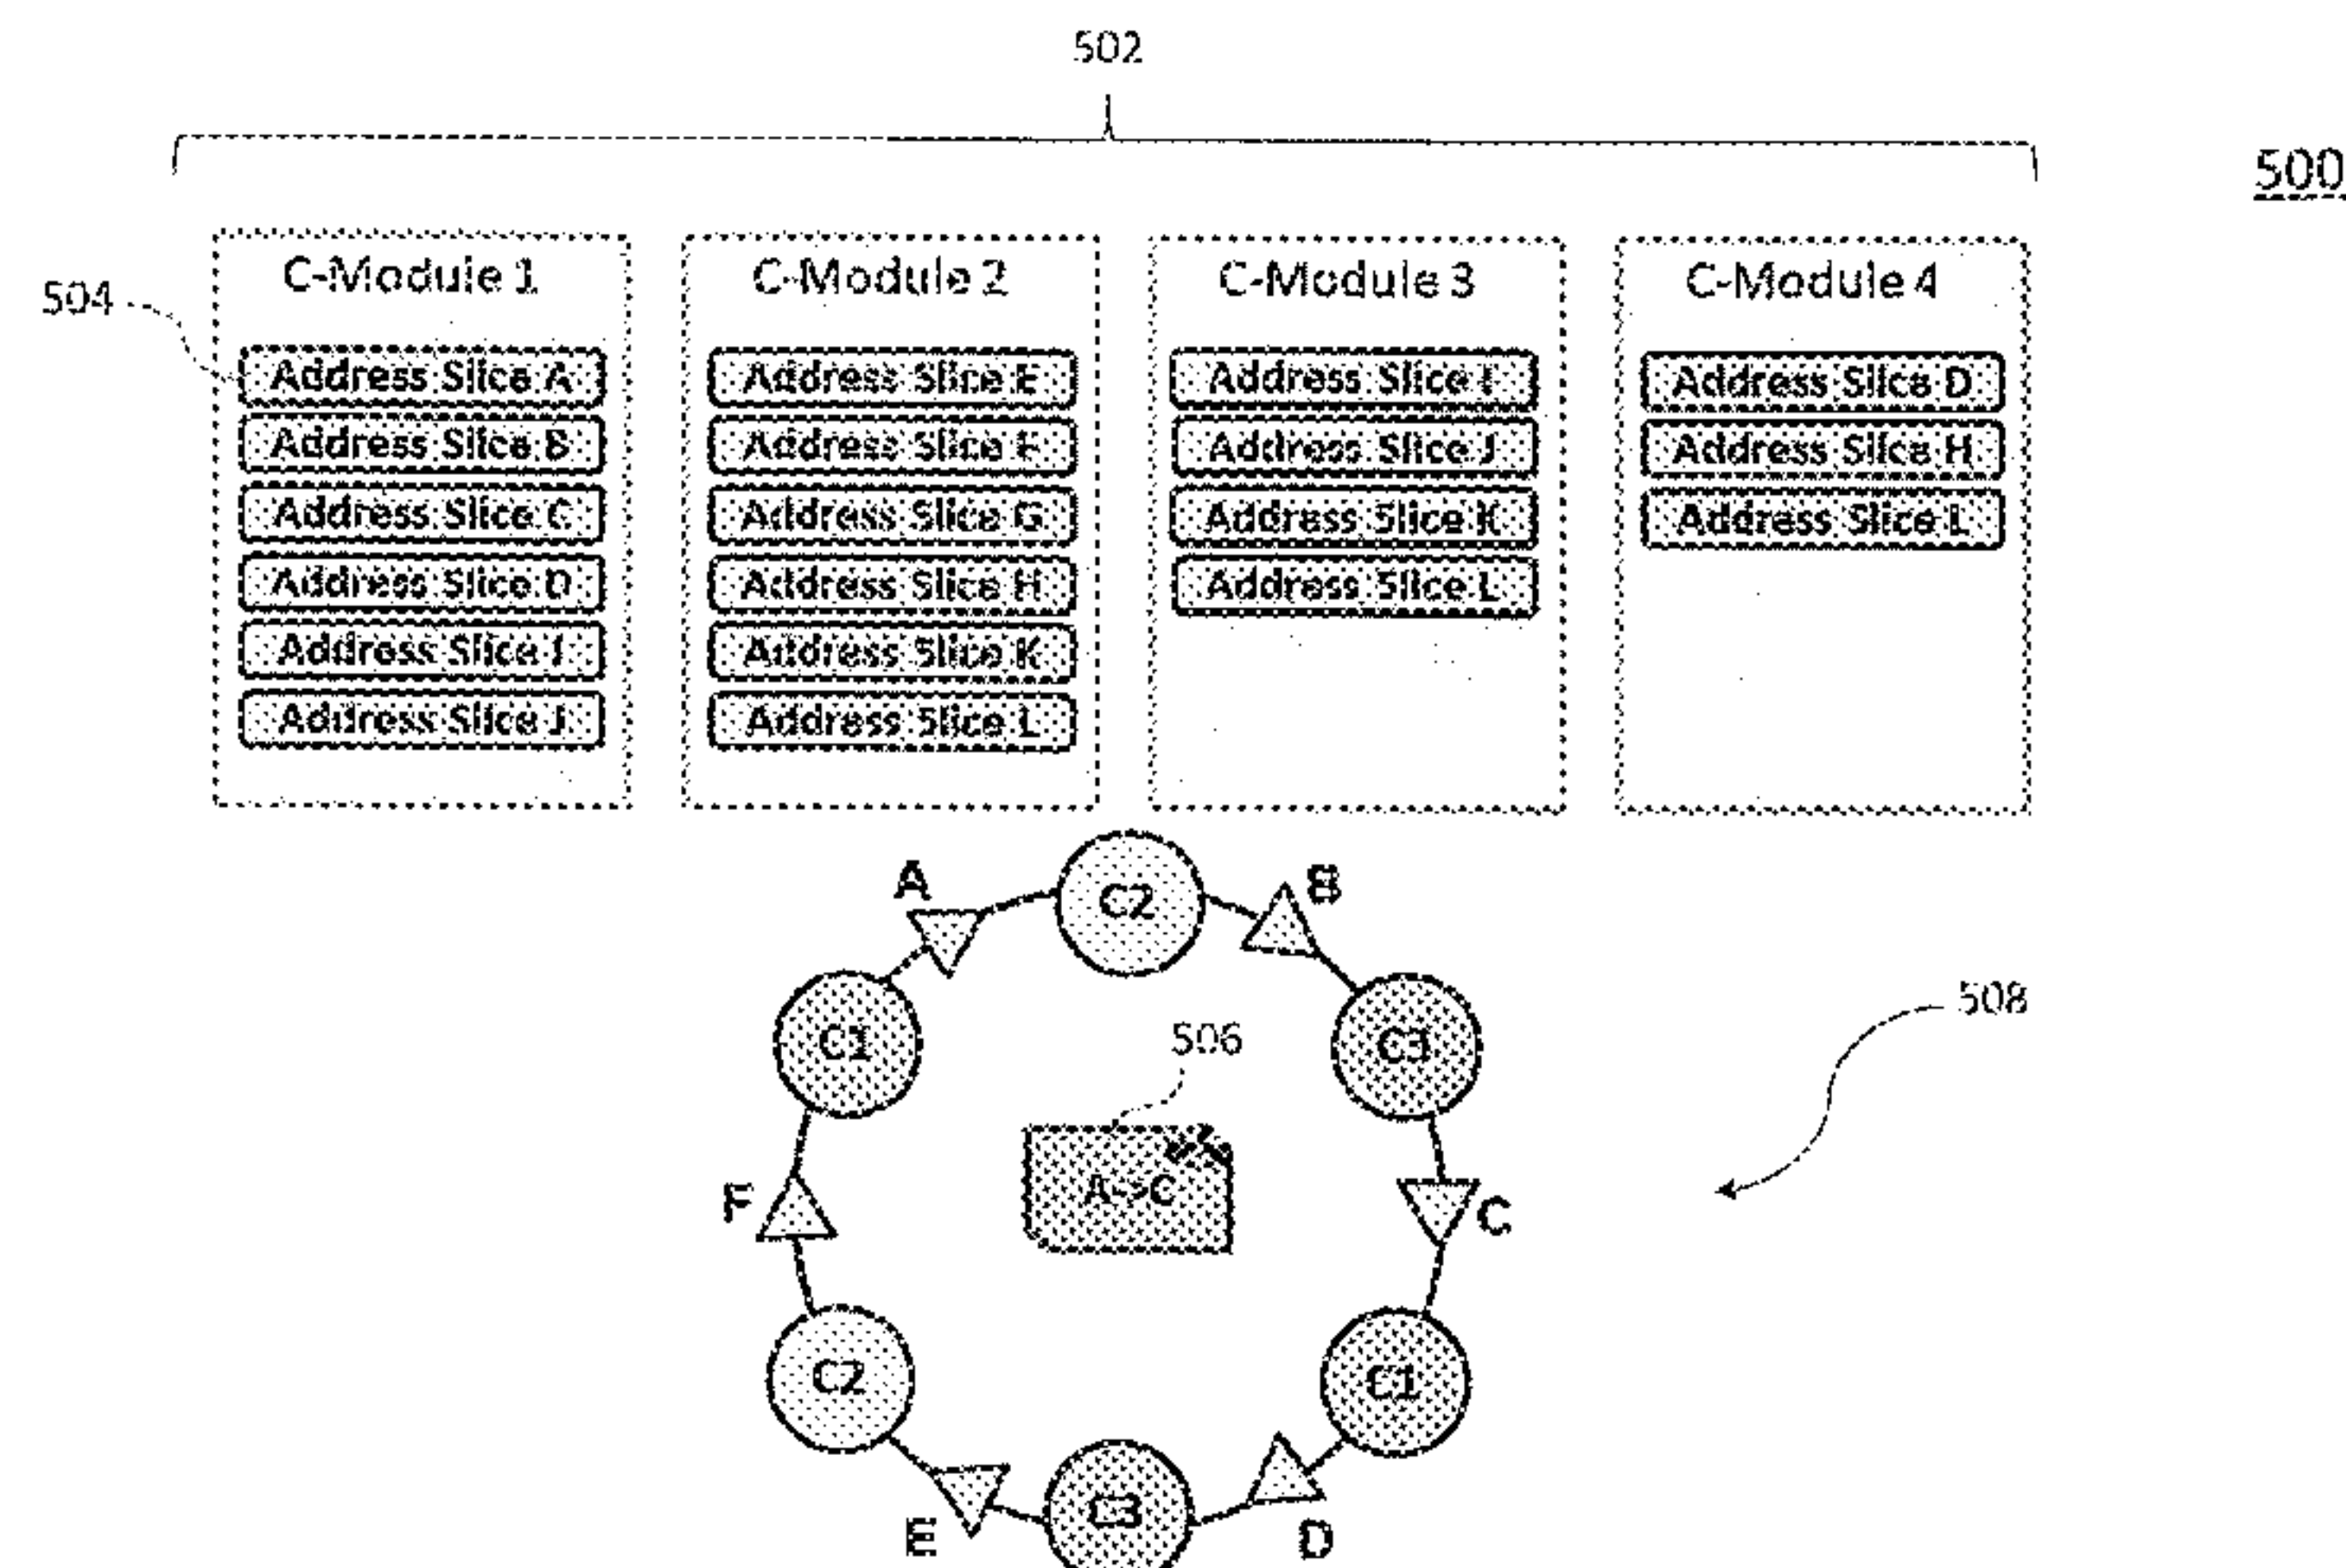 502
500
C-Module 1
C-Module 2
C-Module 3
C-Module 4
504
Address Slice A
Address Slice B
Address Slice C
Address Slice D
Address Slice I
Address Slice J
Address Slice E
Address Slice F
Address Slice G
Address Slice H
Address Slice K
Address Slice L
Address Slice I
Address Slice J
Address Slice K
Address Slice L
Address Slice D
Address Slice H
Address Slice L
A
C2
B
C1
C3
506
508
A->C
F
C
C2
C1
E
C3
D